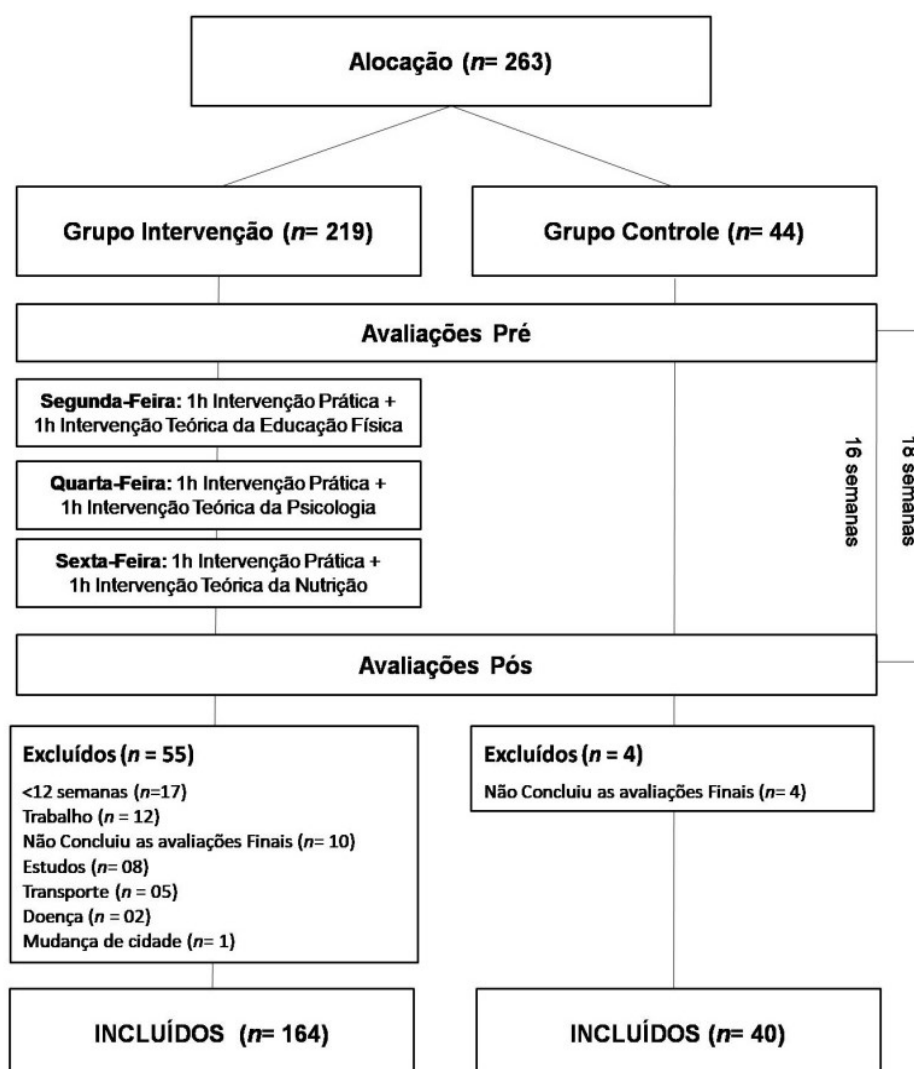 Alocação (n= 263)
Grupo Intervenção (n= 219)
Grupo Controle (n= 44)
Avaliações Pré
Segunda-Feira: 1h Intervenção Prática +
1h Intervenção Teórica da Educação Física
Quarta-Feira: 1h Intervenção Prática +
1h Intervenção Teórica da Psicologia
Sexta-Feira: 1h Intervenção Prática +
1h Intervenção Teórica da Nutrição
16 semanas
18 semanas
Avaliações Pós
Excluídos (n = 55)
<12 semanas (n=17)
Trabalho (n = 12)
Não Concluiu as avaliações Finais (n= 10)
Estudos (n= 08)
Transporte (n = 05)
Doença (n = 02)
Mudança de cidade (n= 1)
Excluídos (n= 4)
Não Concluiu as avaliações Finais (n= 4)
INCLUÍDOS (n= 164)
INCLUÍDOS (n= 40)